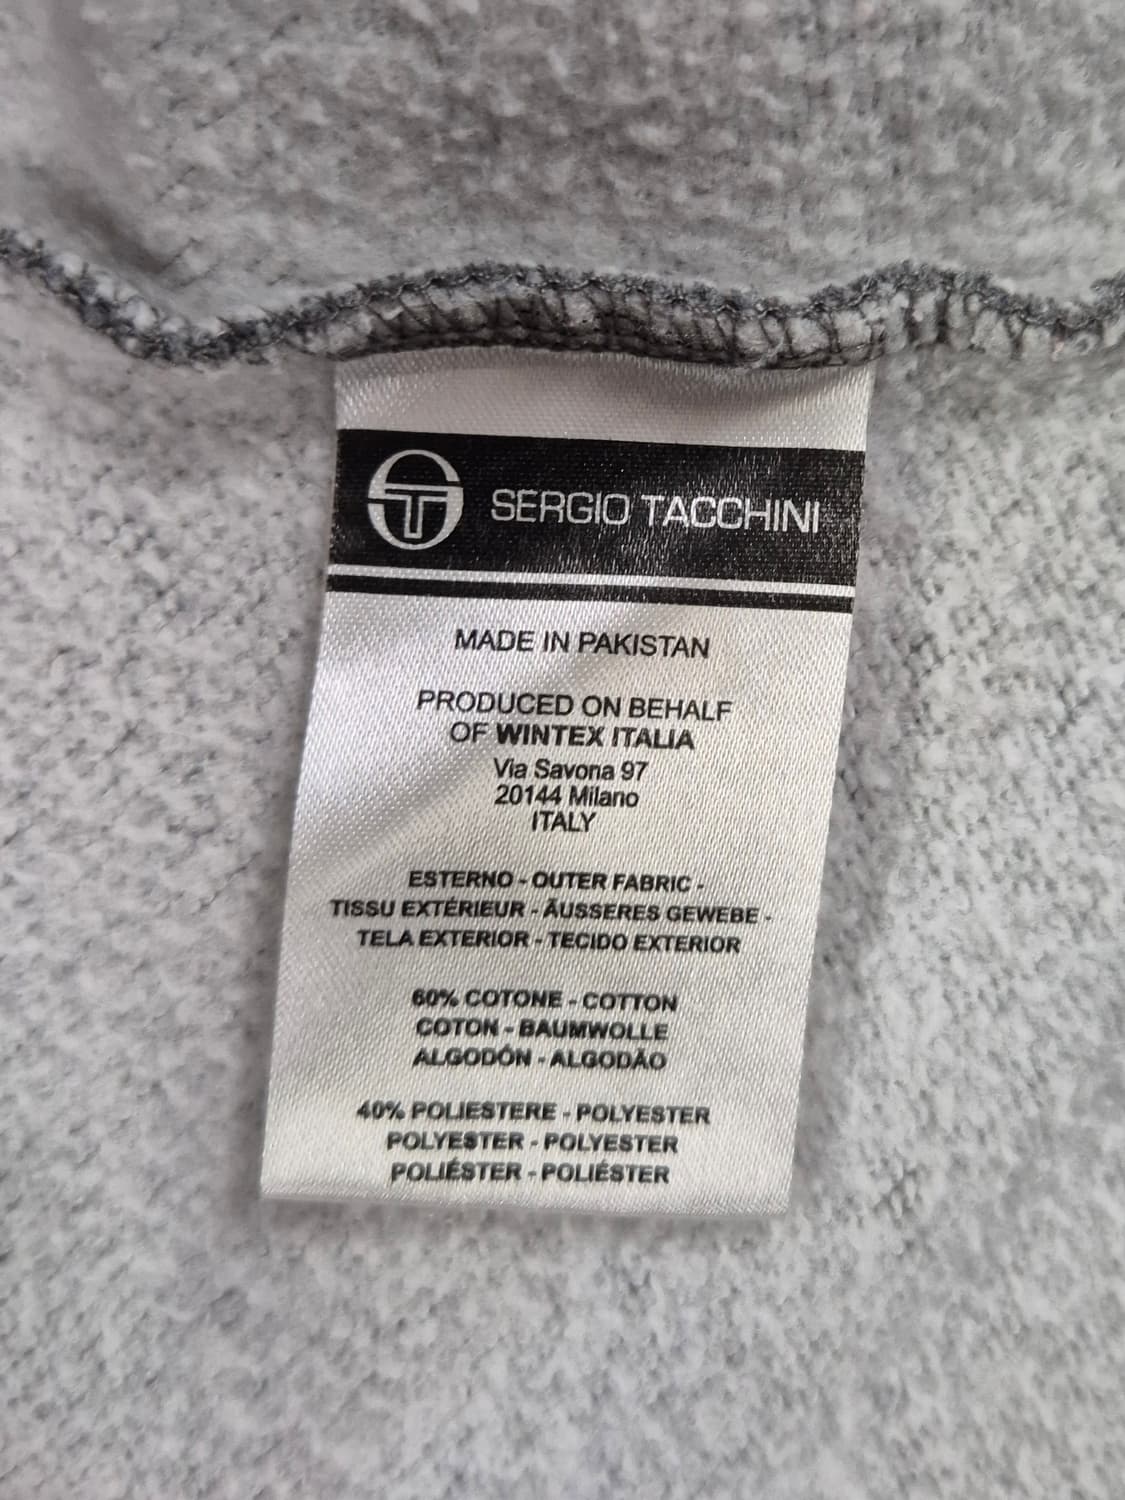 SERGIO TACCHINI
MADE IN PAKISTAN
PRODUCED ON BEHALF
OF WINTEX ITALIA
Via Savona 97
20144 Milano
ITALY
ESTERNO - OUTER FABRIC -
TISSU EXTÉRIEUR - ÄUSSERES GEWEBE -
TELA EXTERIOR - TECIDO EXTERIOR
60% COTONE - COTTON
COTON - BAUMWOLLE
ALGODÓN - ALGODÃO
40% POLIESTERE - POLYESTER
POLYESTER - POLYESTER
POLIÉSTER - POLIÉSTER